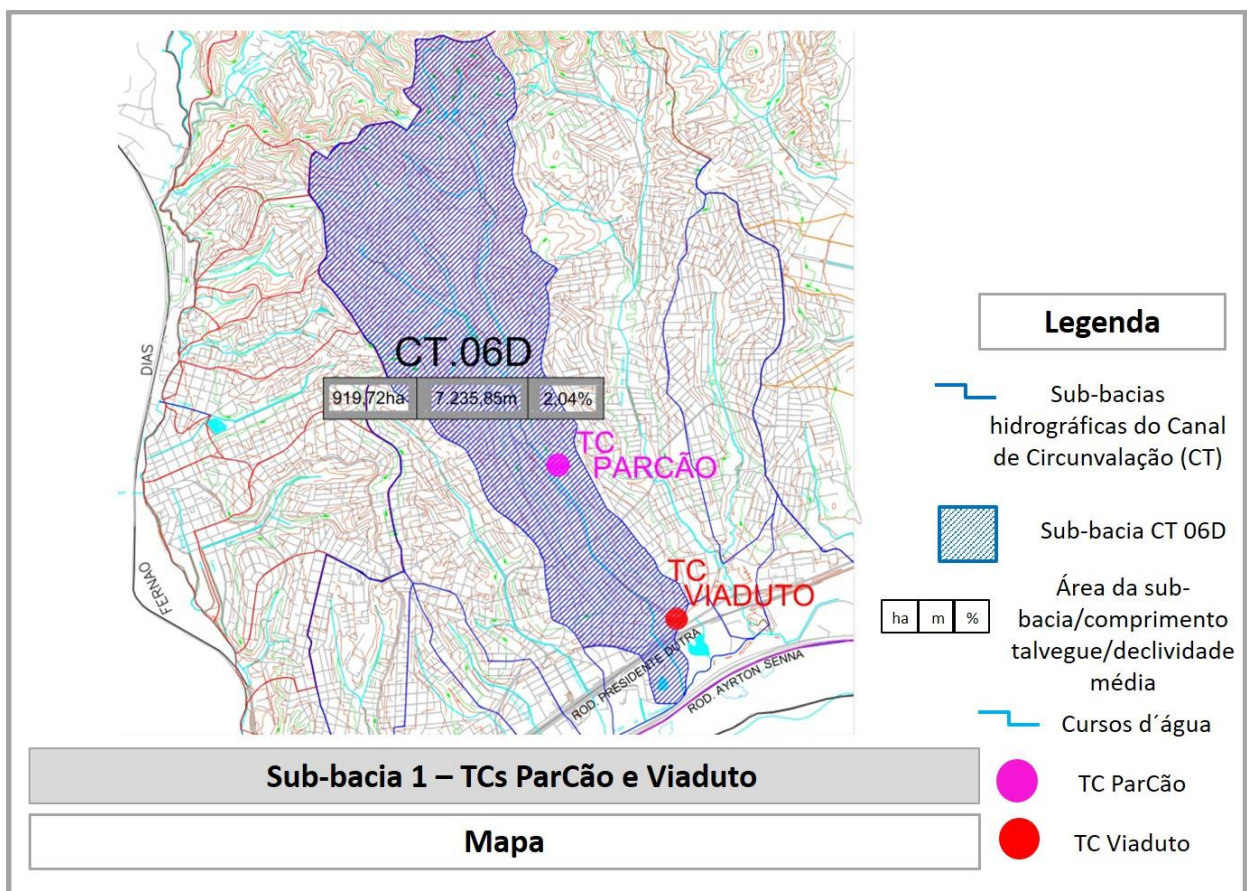 CT.06D
919,72ha 7.235,85m 2,04%
TC
PARCÃO
TC
VIADUTO
DIAS
FERNAO
ROD. PRESIDENTE DUTRA
ROD. AYRTON SENNA
Legenda
Sub-bacias
hidrográficas do Canal
de Circunvalação (CT)
Sub-bacia CT 06D
ha m %
Área da sub-
bacia/comprimento
talvegue/declividade
média
Cursos d´água
TC ParCão
TC Viaduto
Sub-bacia 1 – TCs ParCão e Viaduto
Mapa